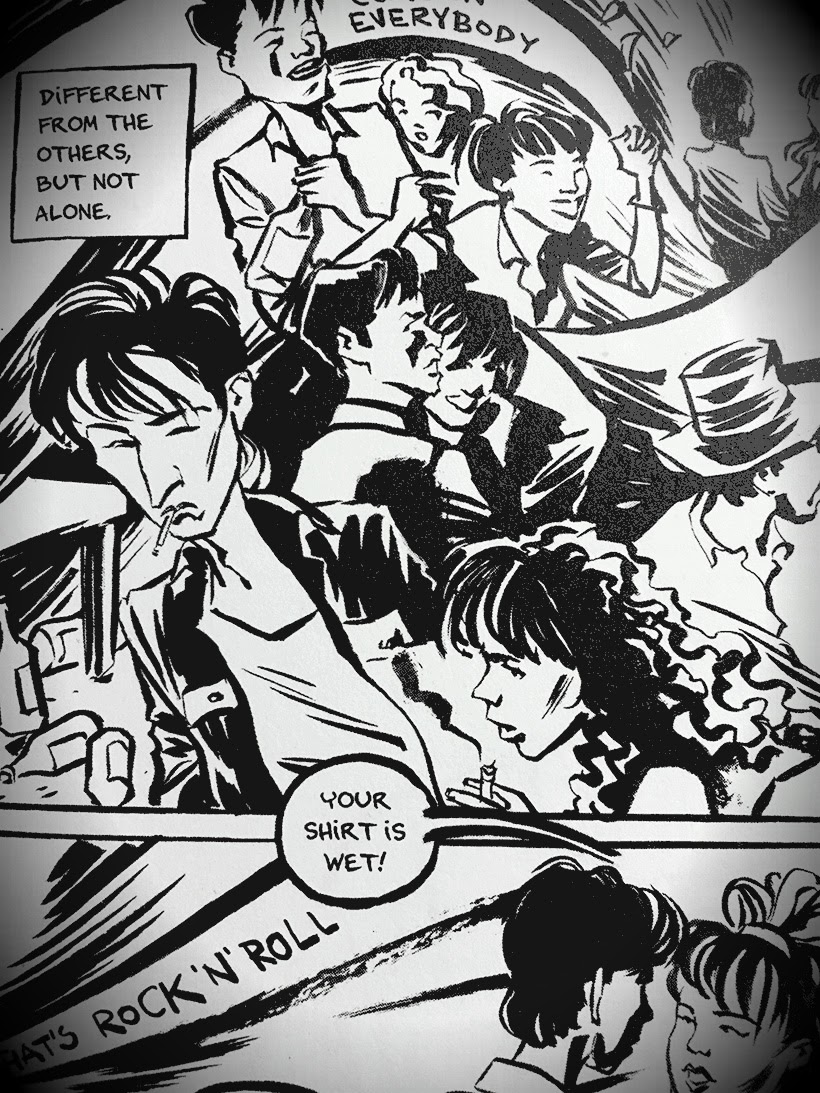 EVERYBODY
DiFFERENT
FROM THE
OTHERS,
BUT NOT
ALONE,
YOUR
SHiRT iS
WET!
ROCK'N'ROLL